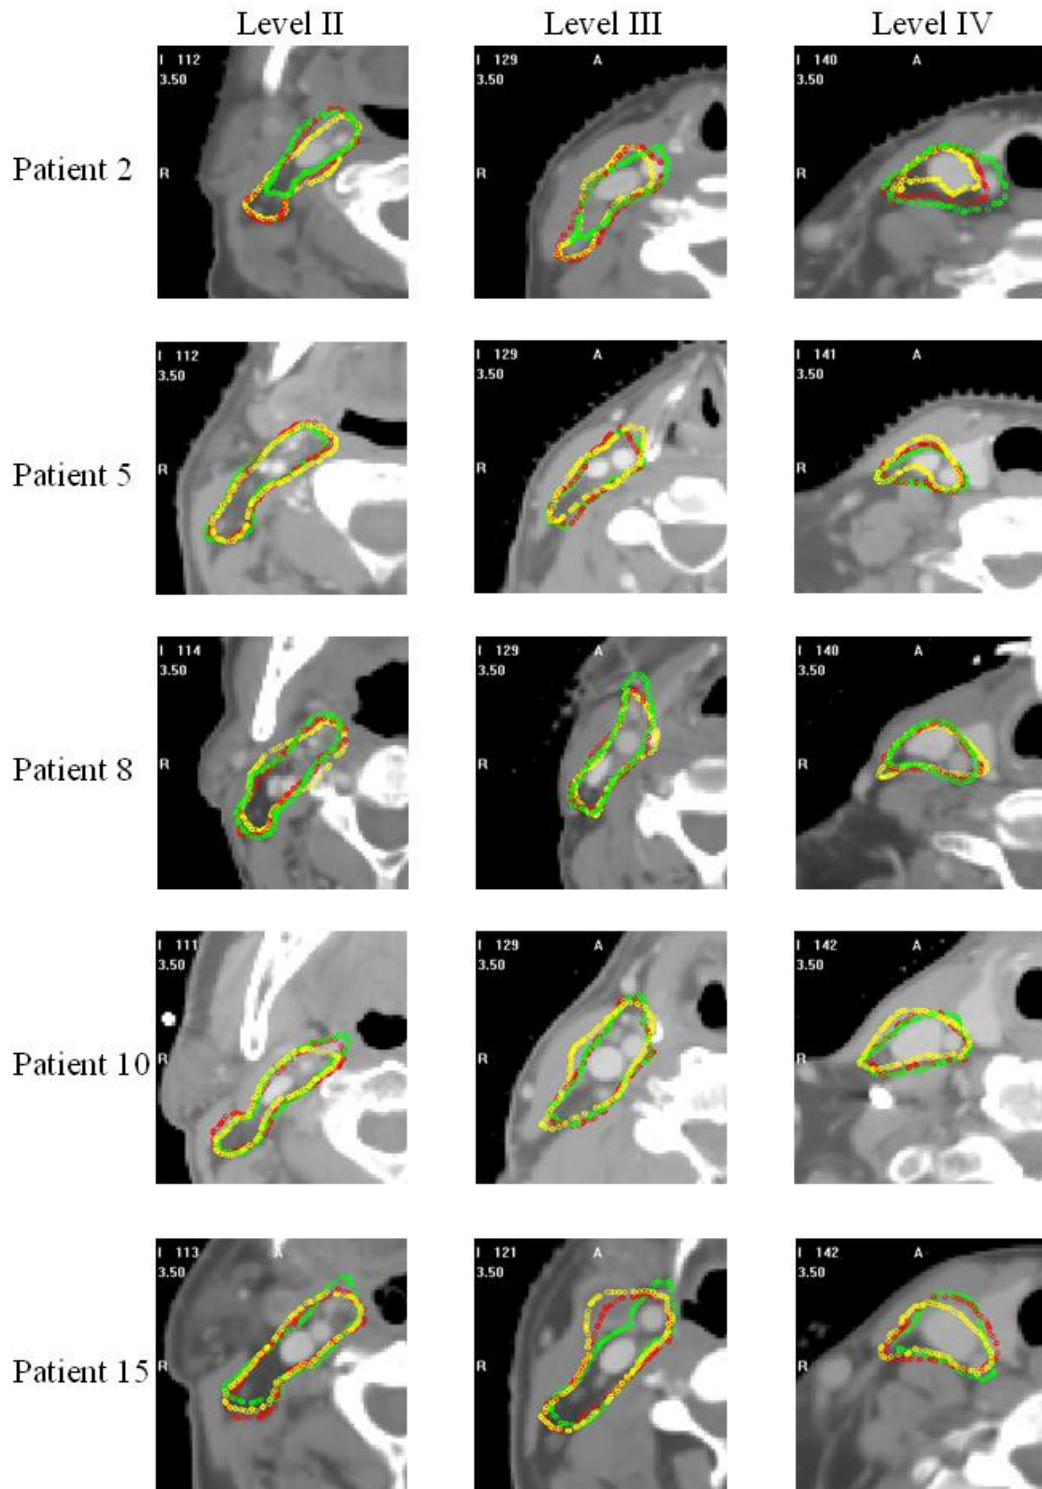 Level II Level III Level IV
I 112 I 129 A I 140 A
3.50 3.50 3.50
Patient 2 R R R
I 112 I 129 A I 141 A
3.50 3.50 3.50
Patient 5 R R R
I 114 I 129 A I 140 A
3.50 3.50 3.50
Patient 8 R R R
I 111 I 129 A I 142 A
3.50 3.50 3.50
Patient 10 R R R
I 113 A I 121 A I 142 A
3.50 3.50 3.50
Patient 15 R R R